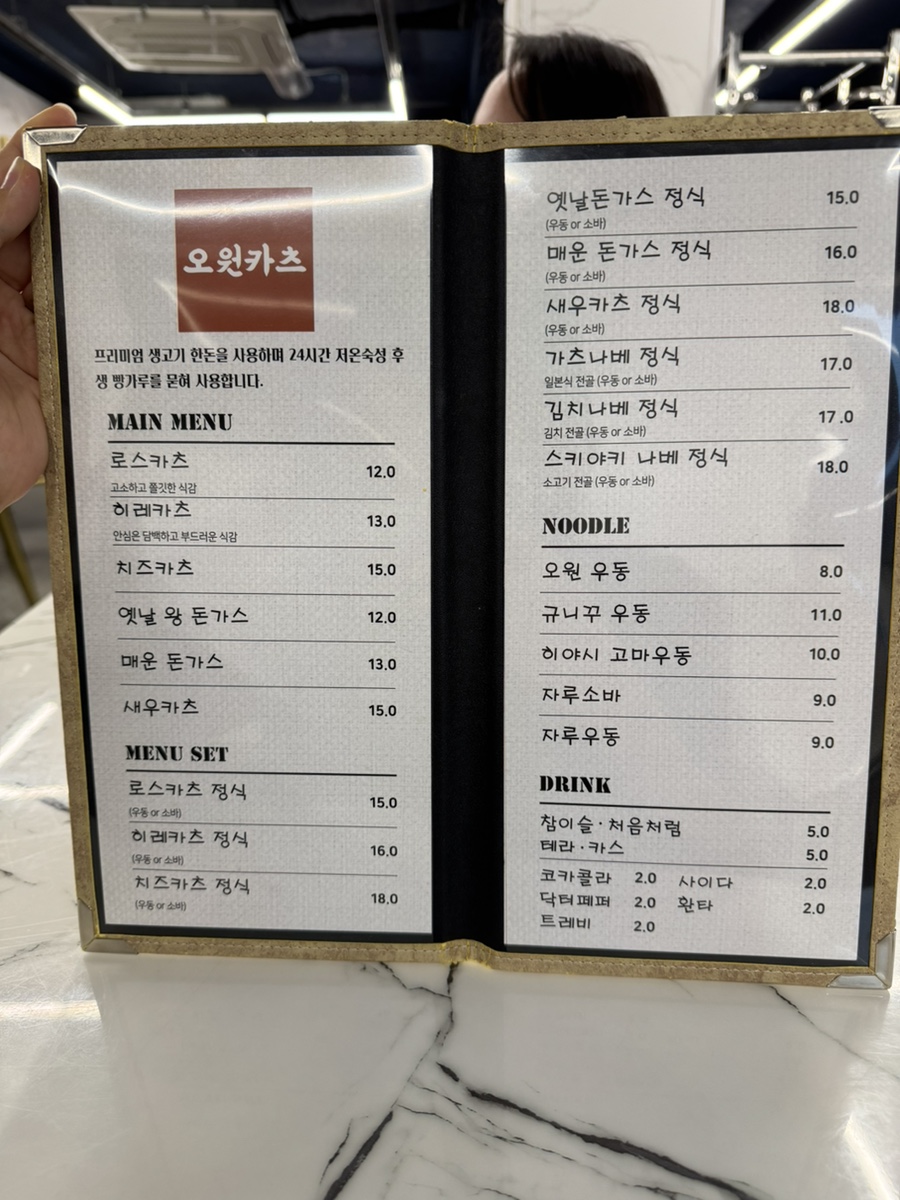 오원카츠
프리미엄 생고기 한돈을 사용하며 24시간 저온숙성 후
생 빵가루를 묻혀 사용합니다.
MAIN MENU
로스카츠 12.0
고소하고 쫄깃한 식감
히레카츠 13.0
안심은 담백하고 부드러운 식감
치즈카츠 15.0
옛날 왕 돈가스 12.0
매운 돈가스 13.0
새우카츠 15.0
MENU SET
로스카츠 정식 15.0
(우동 or 소바)
히레카츠 정식 16.0
(우동 or 소바)
치즈카츠 정식 18.0
(우동 or 소바)
옛날돈가스 정식 15.0
(우동 or 소바)
매운 돈가스 정식 16.0
(우동 or 소바)
새우카츠 정식 18.0
(우동 or 소바)
가츠나베 정식 17.0
일본식 전골 (우동 or 소바)
김치나베 정식 17.0
김치 전골 (우동 or 소바)
스키야키 나베 정식 18.0
소고기 전골 (우동 or 소바)
NOODLE
오원 우동 8.0
규니꾸 우동 11.0
히야시 고마우동 10.0
자루소바 9.0
자루우동 9.0
DRINK
참이슬·처음처럼 5.0
테라·카스 5.0
코카콜라 2.0 사이다 2.0
닥터페퍼 2.0 환타 2.0
트레비 2.0